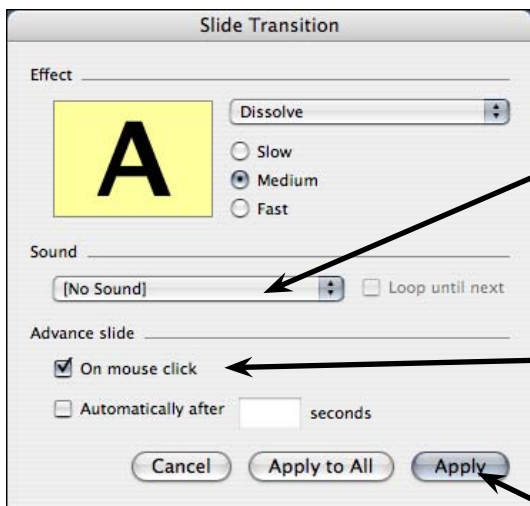 Slide Transition
Effect
A
Dissolve
Slow
Medium
Fast
Sound
[No Sound]
Loop until next
Advance slide
On mouse click
Automatically after seconds
Cancel Apply to All Apply